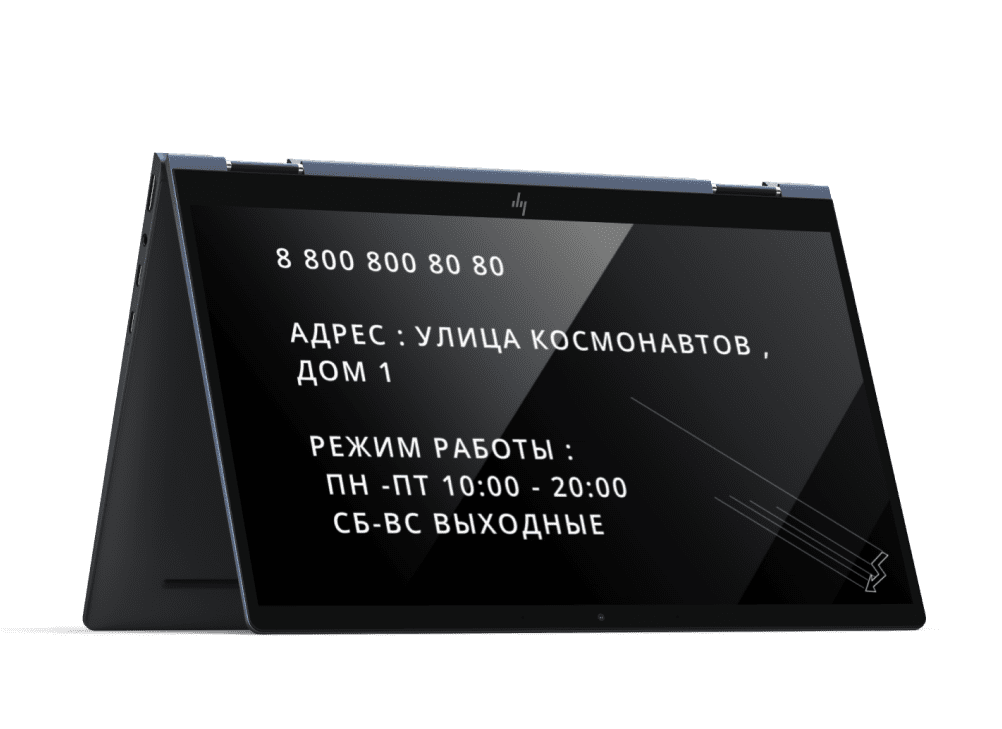 hp
8 800 800 80 80
АДРЕС : УЛИЦА КОСМОНАВТОВ ,
ДОМ 1
РЕЖИМ РАБОТЫ :
ПН -ПТ 10:00 - 20:00
СБ-ВС ВЫХОДНЫЕ